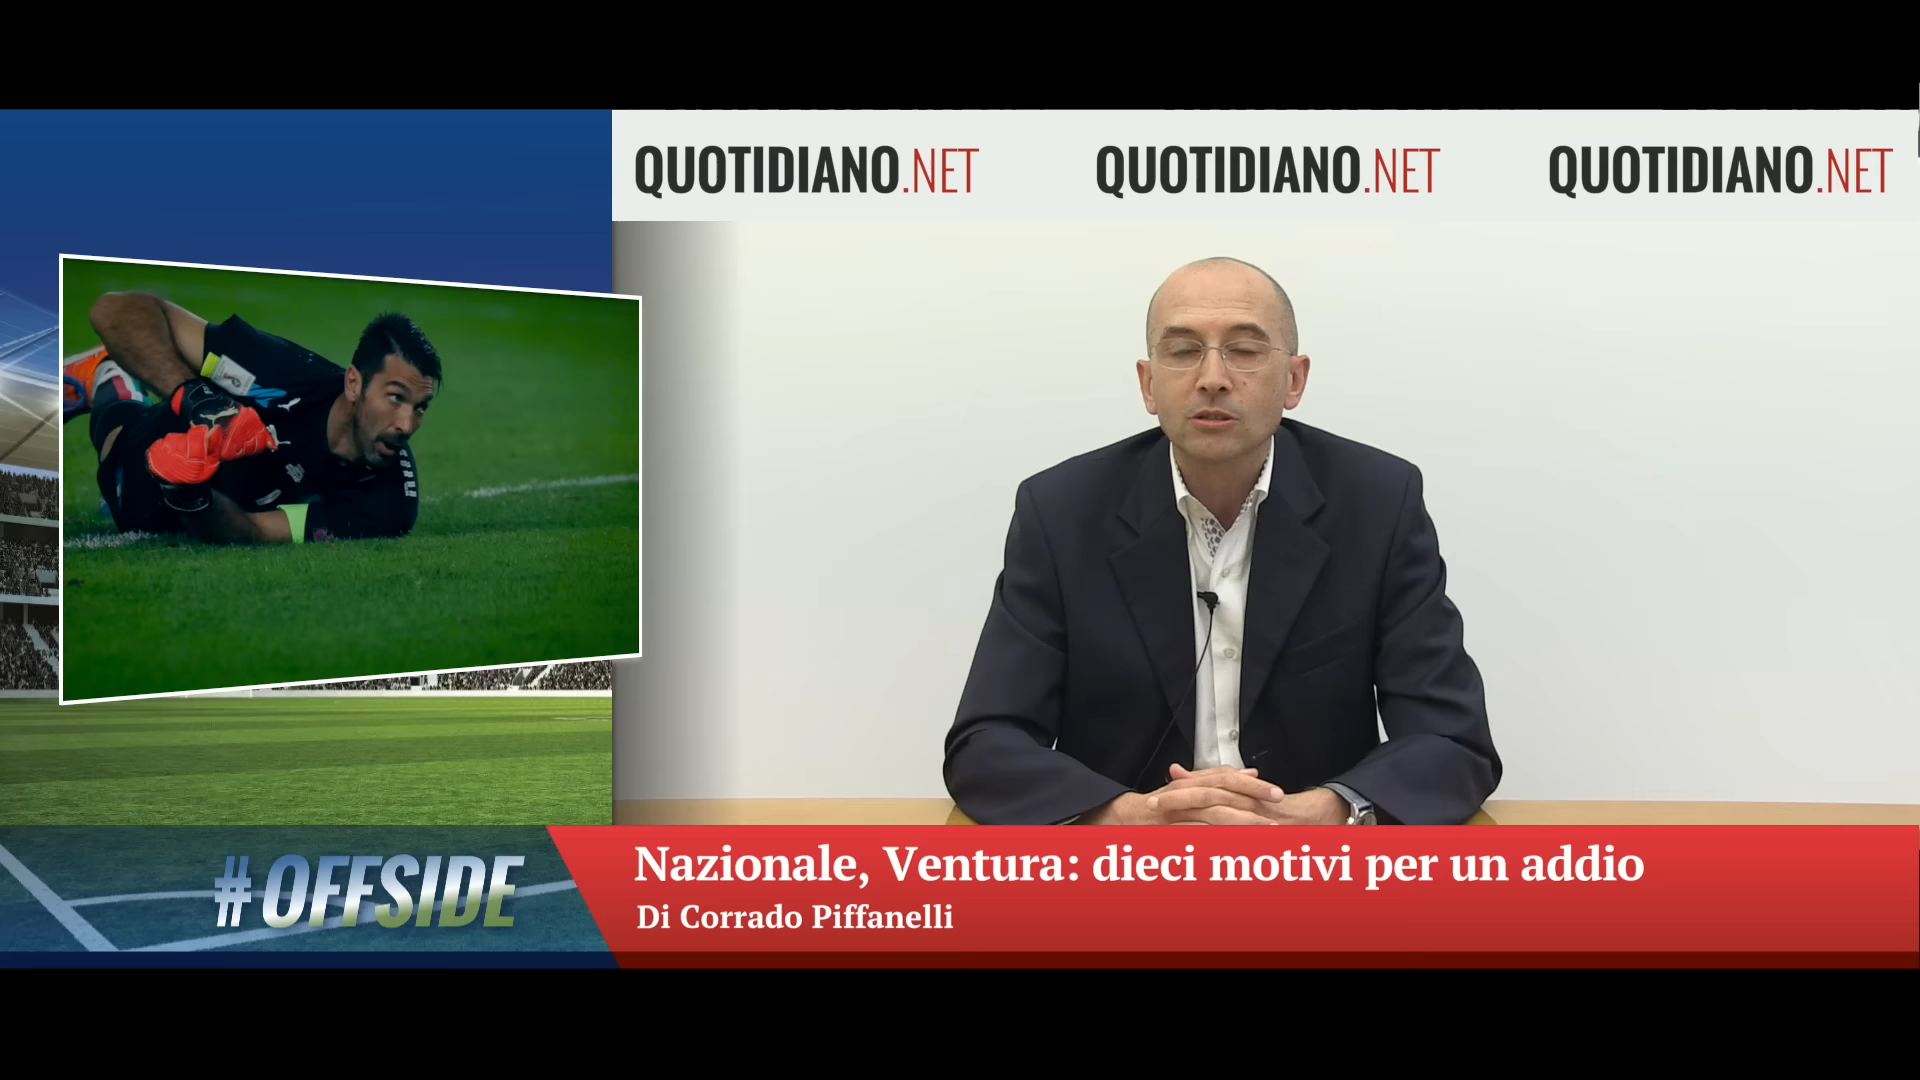 QUOTIDIANO.NET QUOTIDIANO.NET QUOTIDIANO.NET
#OFFSIDE
Nazionale, Ventura: dieci motivi per un addio
Di Corrado Piffanelli